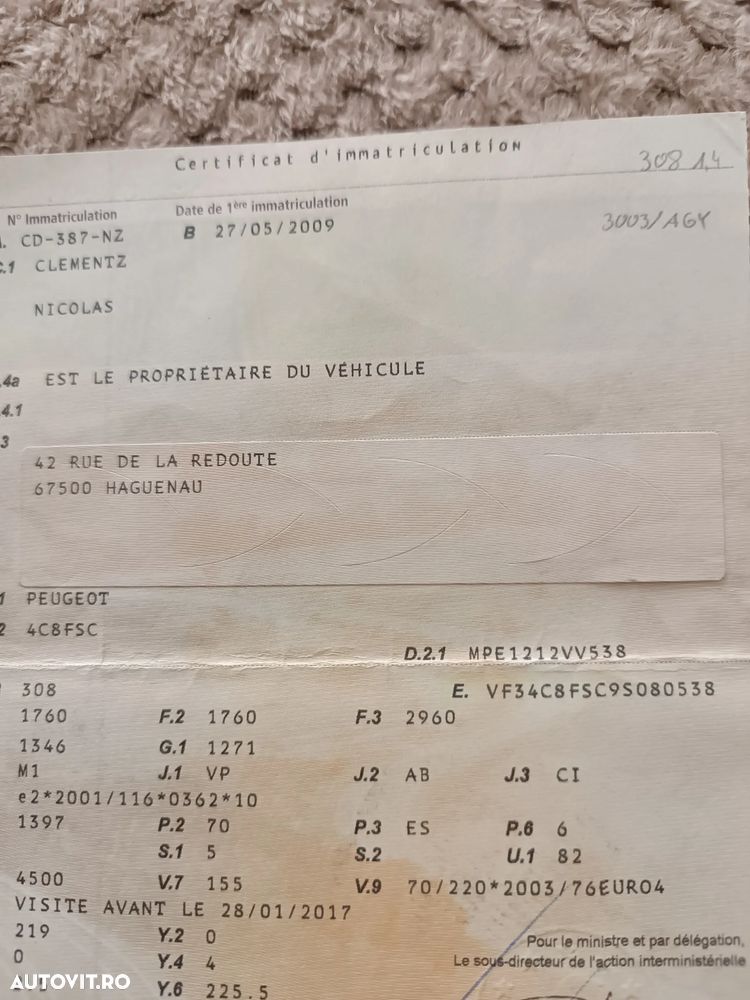 Certificat d'immatriculation
308 1,4
N° Immatriculation Date de 1ère immatriculation
CD-387-NZ B 27/05/2009
3003/AGY
C.1 CLEMENTZ
NICOLAS
.4a EST LE PROPRIÉTAIRE DU VÉHICULE
.4.1
3
42 RUE DE LA REDOUTE
67500 HAGUENAU
1 PEUGEOT
2 4C8FSC
D.2.1 MPE1212VV538
308 E. VF34C8FSC9S080538
1760 F.2 1760 F.3 2960
1346 G.1 1271
M1 J.1 VP J.2 AB J.3 CI
e2*2001/116*0362*10
1397 P.2 70 P.3 ES P.6 6
S.1 5 S.2 U.1 82
4500 V.7 155 V.9 70/220*2003/76EURO4
VISITE AVANT LE 28/01/2017
219 Y.2 0
Pour le ministre et par délégation,
0 Y.4 4
Le sous-directeur de l'action interministérielle
Y.6 225.5
AUTOVIT.RO